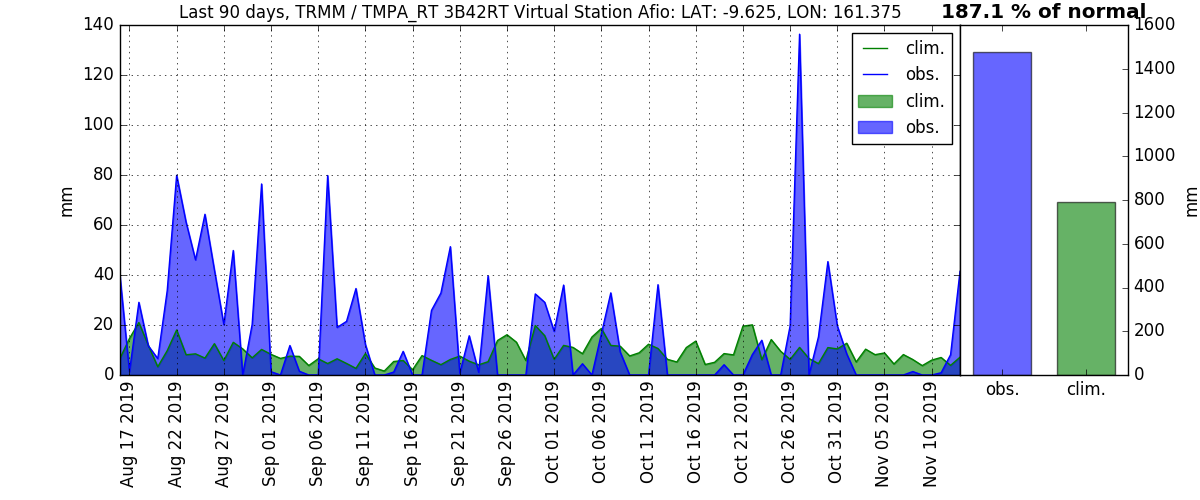 Last 90 days, TRMM / TMPA_RT 3B42RT Virtual Station Afio: LAT: -9.625, LON: 161.375
187.1 % of normal
140
120
100
80
60
40
20
0
mm
clim.
obs.
clim.
obs.
1600
1400
1200
1000
800
600
400
200
0
mm
Aug 17 2019
Aug 22 2019
Aug 27 2019
Sep 01 2019
Sep 06 2019
Sep 11 2019
Sep 16 2019
Sep 21 2019
Sep 26 2019
Oct 01 2019
Oct 06 2019
Oct 11 2019
Oct 16 2019
Oct 21 2019
Oct 26 2019
Oct 31 2019
Nov 05 2019
Nov 10 2019
obs.
clim.